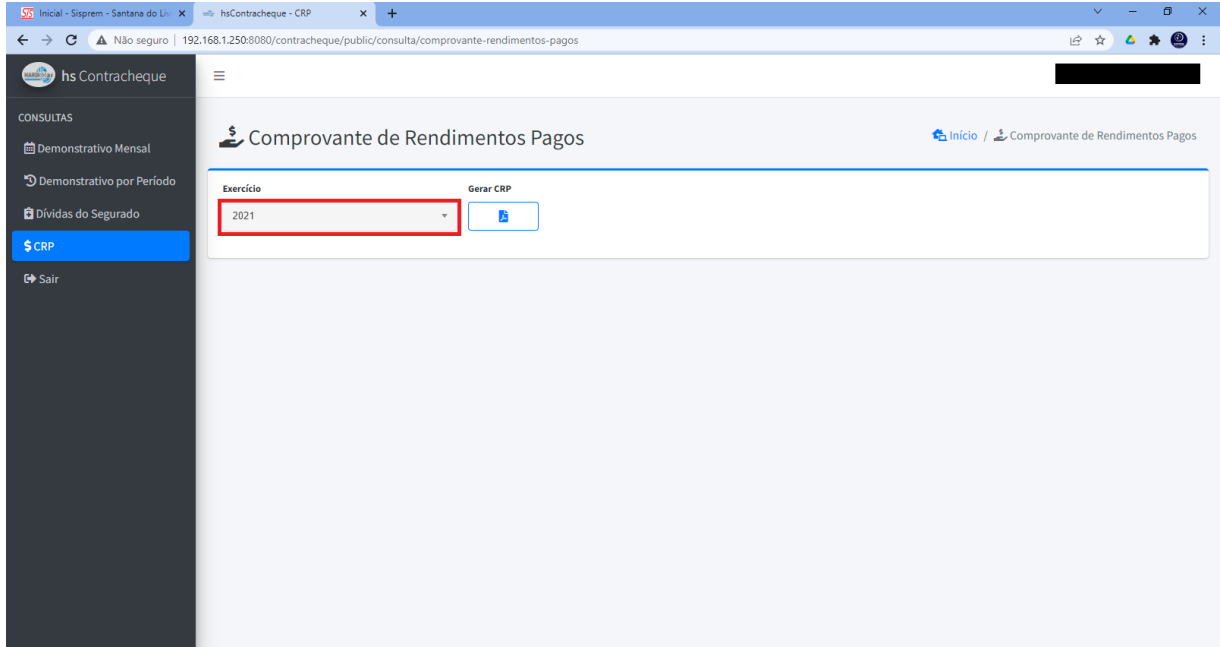 Inicial - Sisprem - Santana do Liv
hsContracheque - CRP
Não seguro | 192.168.1.250:8080/contracheque/public/consulta/comprovante-rendimentos-pagos
hs Contracheque
CONSULTAS
Demonstrativo Mensal
Demonstrativo por Período
Dívidas do Segurado
CRP
Sair
Comprovante de Rendimentos Pagos
Início / Comprovante de Rendimentos Pagos
Exercício
Gerar CRP
2021